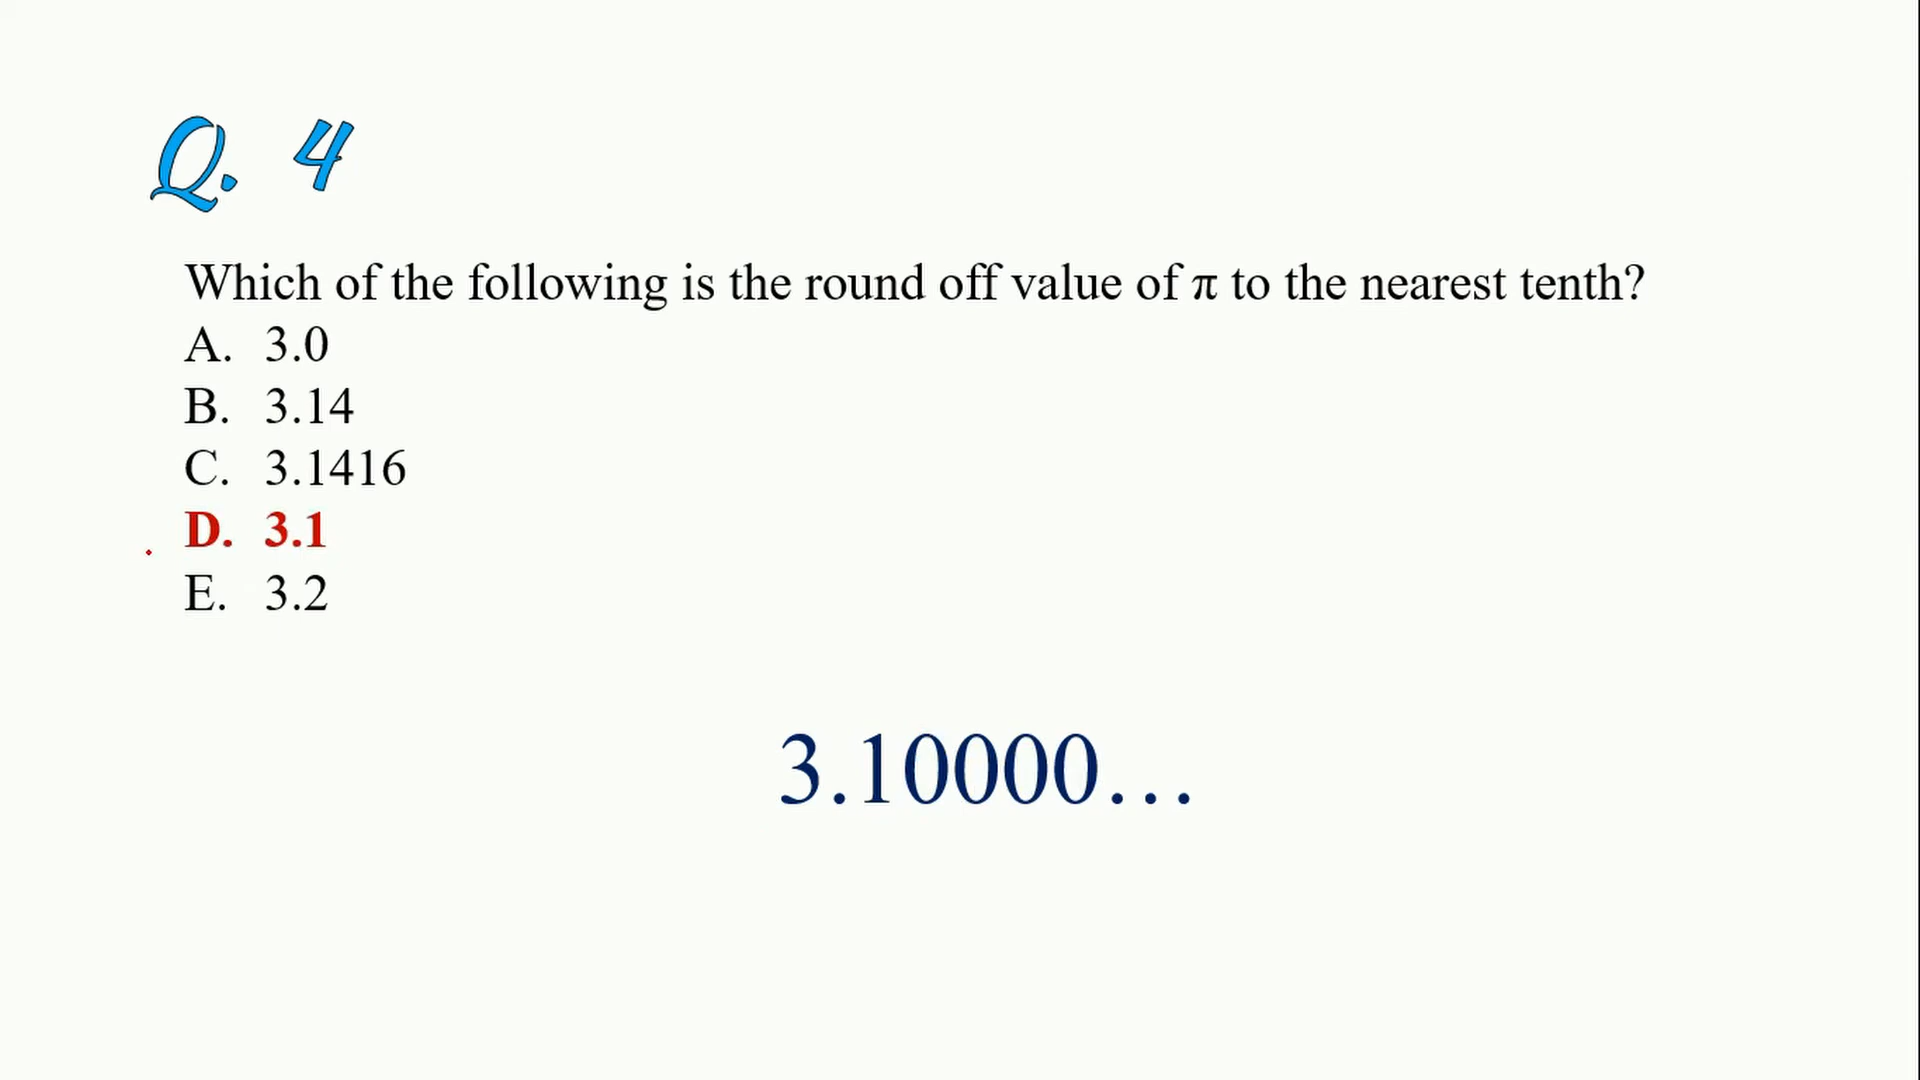 Q. 4
Which of the following is the round off value of π to the nearest tenth?
A. 3.0
B. 3.14
C. 3.1416
D. 3.1
E. 3.2
3.10000…